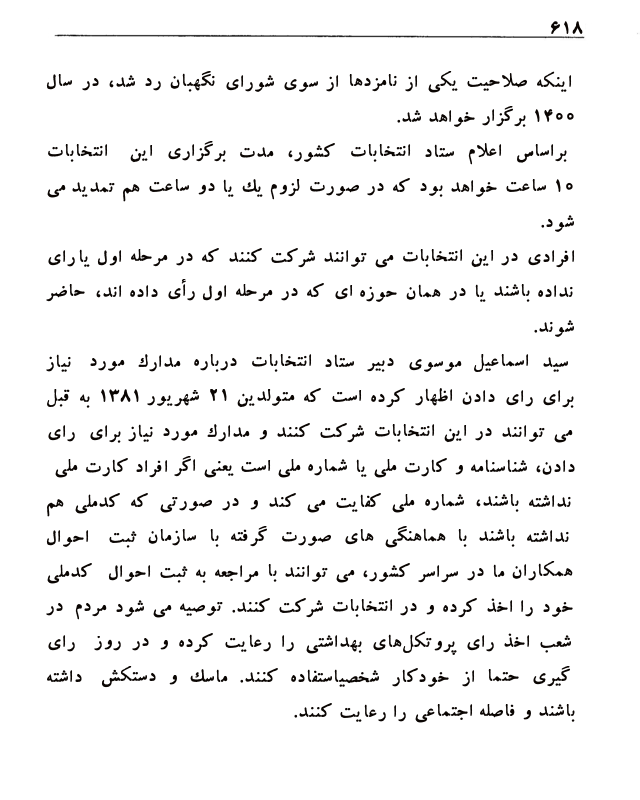 ۶۱۸
اینکه صلاحیت یکی از نامزدها از سوی شورای نگهبان رد شد، در سال
۱۴۰۰ برگزار خواهد شد.
براساس اعلام ستاد انتخابات کشور، مدت برگزاری این انتخابات
۱۰ ساعت خواهد بود که در صورت لزوم یك یا دو ساعت هم تمدید می
شود.
افرادی در این انتخابات می توانند شرکت کنند که در مرحله اول یا رای
نداده باشند یا در همان حوزه ای که در مرحله اول رأی داده اند، حاضر
شوند.
سید اسماعیل موسوی دبیر ستاد انتخابات درباره مدارك مورد نیاز
برای رای دادن اظهار کرده است که متولدین ۲۱ شهریور ۱۳۸۱ به قبل
می توانند در این انتخابات شرکت کنند و مدارك مورد نیاز برای رای
دادن، شناسنامه و کارت ملی یا شماره ملی است یعنی اگر افراد کارت ملی
نداشته باشند، شماره ملی کفایت می کند و در صورتی که کدملی هم
نداشته باشند با هماهنگی های صورت گرفته با سازمان ثبت احوال
همکاران ما در سراسر کشور، می توانند با مراجعه به ثبت احوال کدملی
خود را اخذ کرده و در انتخابات شرکت کنند. توصیه می شود مردم در
شعب اخذ رای پروتکل‌های بهداشتی را رعایت کرده و در روز رای
گیری حتما از خودکار شخصیاستفاده کنند. ماسك و دستکش داشته
باشند و فاصله اجتماعی را رعایت کنند.